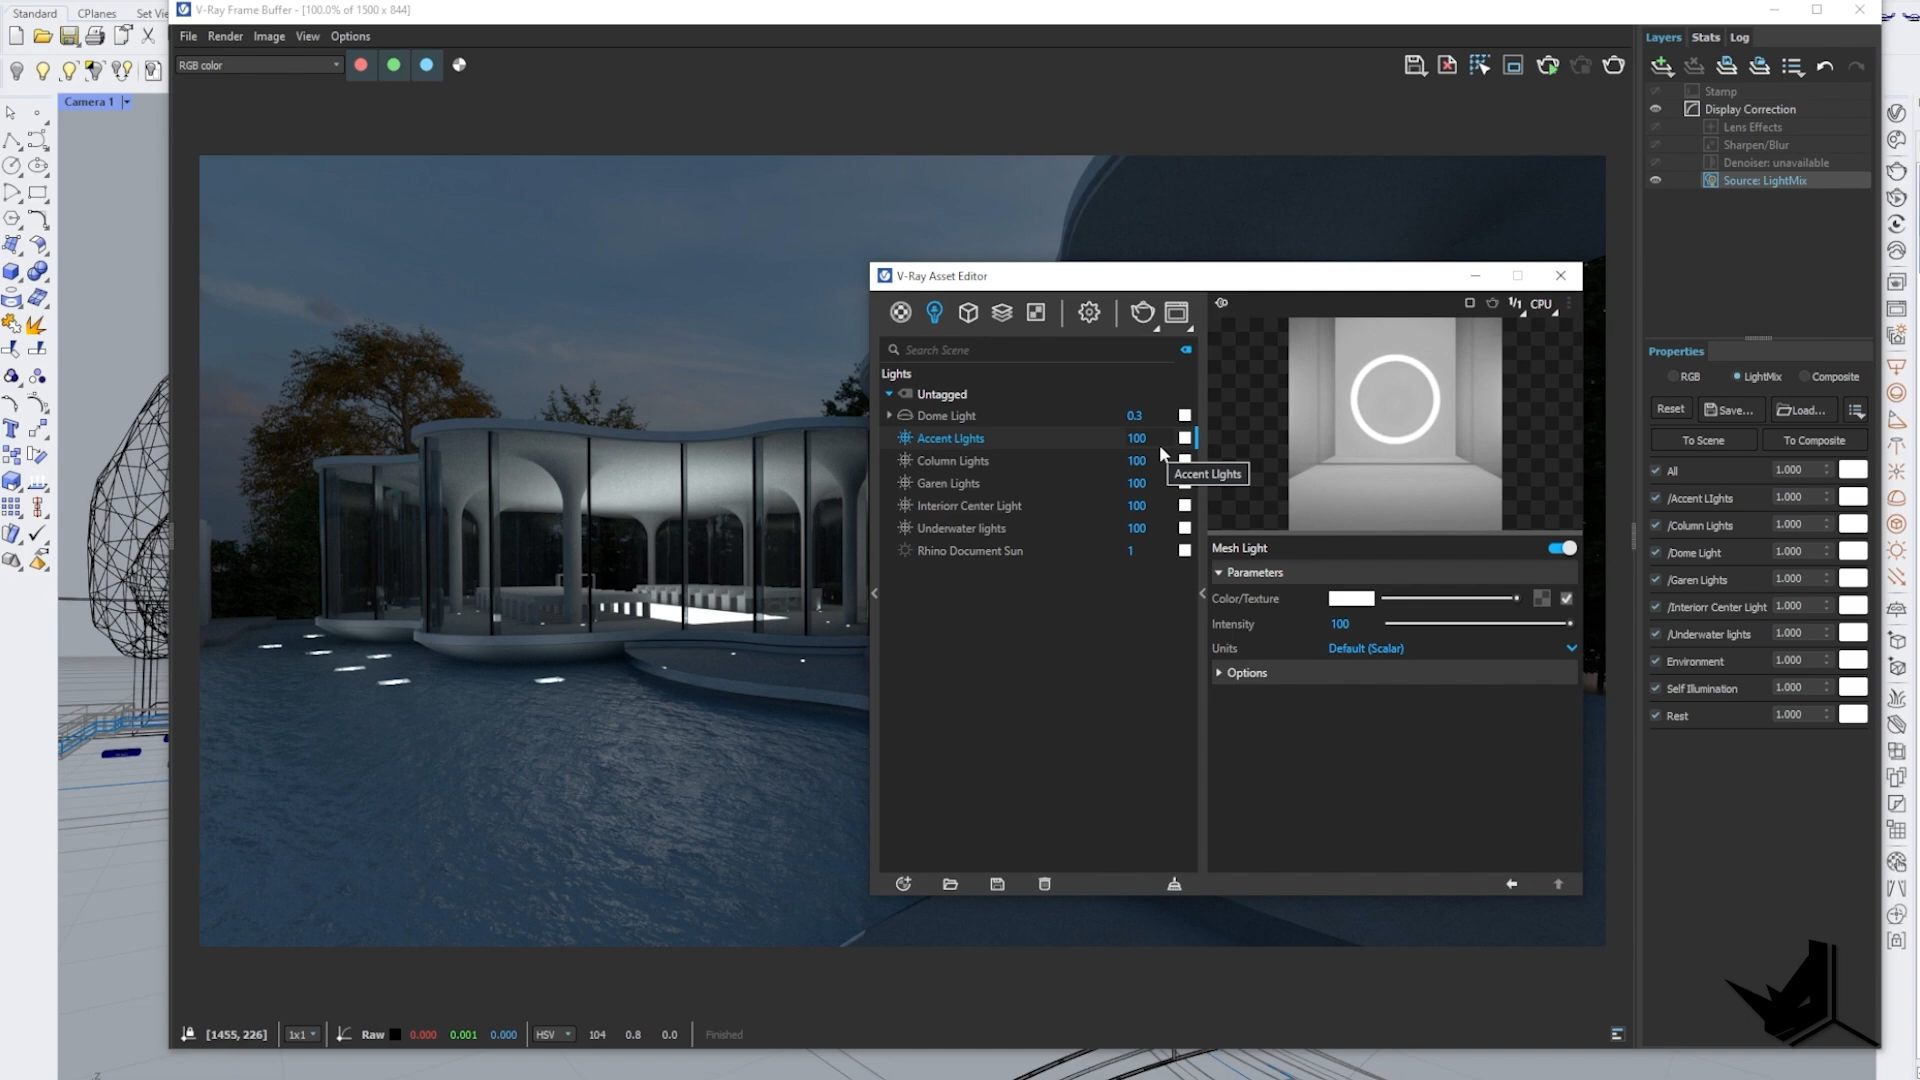 Standard CPlanes Set Vi
V-Ray Frame Buffer - [100.0% of 1500 x 844]
File Render Image View Options
RGB color
Layers Stats Log
Camera 1
Stamp
Display Correction
Lens Effects
Sharpen/Blur
Denoiser: unavailable
Source: LightMix
V-Ray Asset Editor
1/1 CPU
Search Scene
Lights
Untagged
Dome Light 0.3
Accent LIghts 100
Column Lights 100
Accent LIghts
Garen Lights 100
Interiorr Center Light 100
Underwater lights 100
Rhino Document Sun 1
Mesh Light
Parameters
Color/Texture
Intensity 100
Units Default (Scalar)
Options
Properties
RGB LightMix Composite
Reset Save... Load...
To Scene To Composite
All 1.000
/Accent LIghts 1.000
/Column Lights 1.000
/Dome Light 1.000
/Garen Lights 1.000
/Interiorr Center Light 1.000
/Underwater lights 1.000
Environment 1.000
Self Illumination 1.000
Rest 1.000
[1455, 226] 1x1 Raw 0.000 0.001 0.000 HSV 104 0.8 0.0 Finished
z